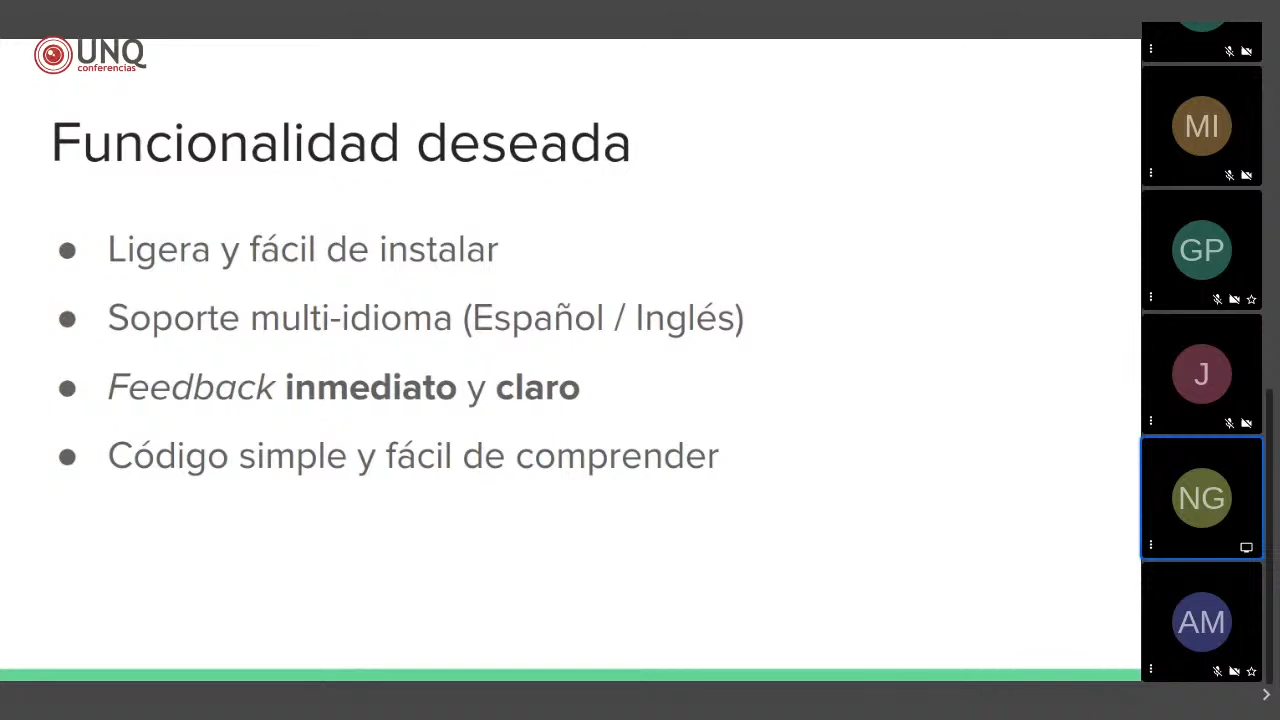 UNQ
conferencias
Funcionalidad deseada
● Ligera y fácil de instalar
● Soporte multi-idioma (Español / Inglés)
● Feedback inmediato y claro
● Código simple y fácil de comprender
MI
GP
J
NG
AM